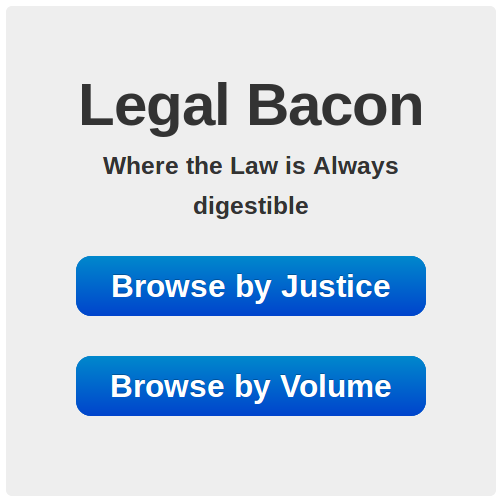 Legal Bacon
Where the Law is Always
digestible
Browse by Justice
Browse by Volume